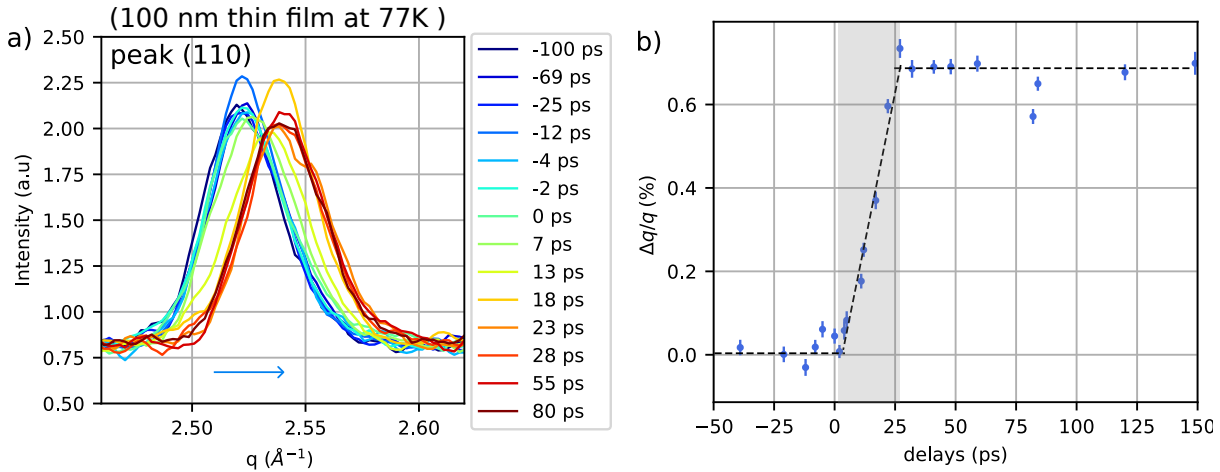 (100 nm thin film at 77K )
a)
peak (110)
2.50
2.25
2.00
1.75
1.50
1.25
1.00
0.75
0.50
Intensity (a.u)
2.50
2.55
2.60
q (Å⁻¹)
-100 ps
-69 ps
-25 ps
-12 ps
-4 ps
-2 ps
0 ps
7 ps
13 ps
18 ps
23 ps
28 ps
55 ps
80 ps
b)
0.6
0.4
0.2
0.0
Δq/q (%)
−50
−25
0
25
50
75
100
125
150
delays (ps)